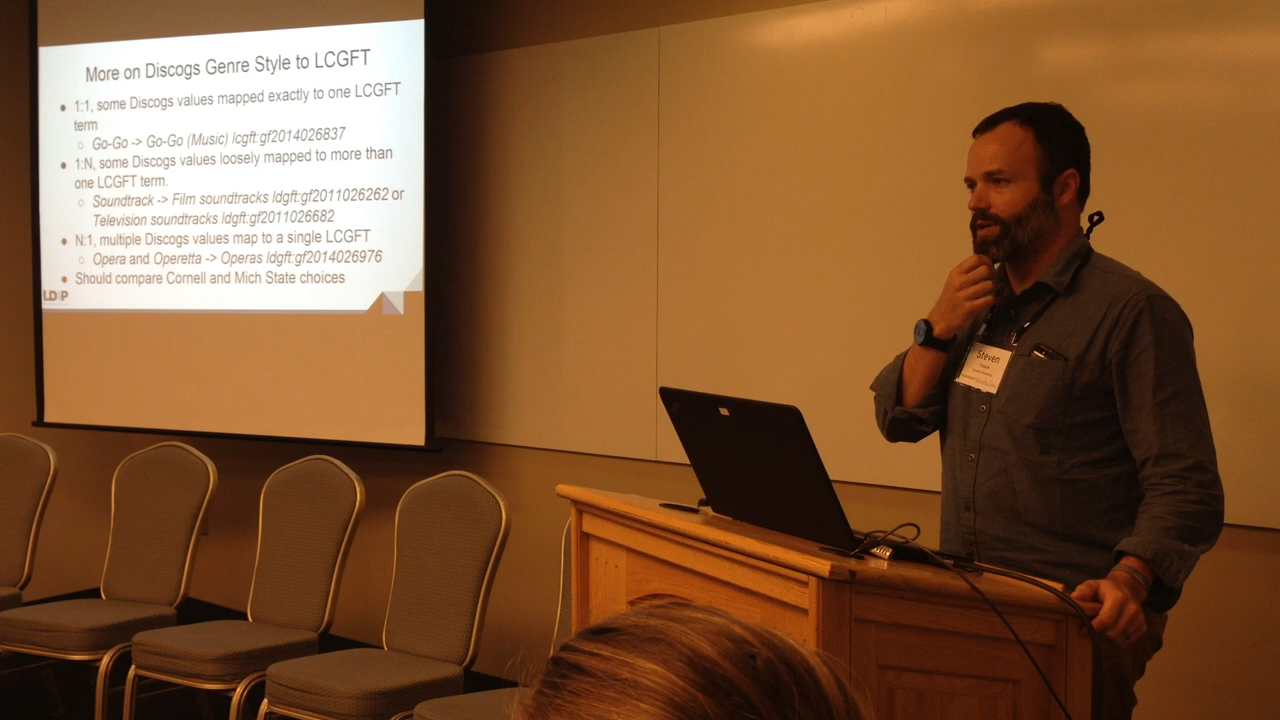 More on Discogs Genre Style to LCGFT
● 1:1, some Discogs values mapped exactly to one LCGFT
term
○ Go-Go -> Go-Go (Music) lcgft:gf2014026837
● 1:N, some Discogs values loosely mapped to more than
one LCGFT term.
○ Soundtrack -> Film soundtracks ldgft:gf2011026262 or
Television soundtracks ldgft:gf2011026682
● N:1, multiple Discogs values map to a single LCGFT
○ Opera and Operetta -> Operas ldgft:gf2014026976
● Should compare Cornell and Mich State choices
Steven